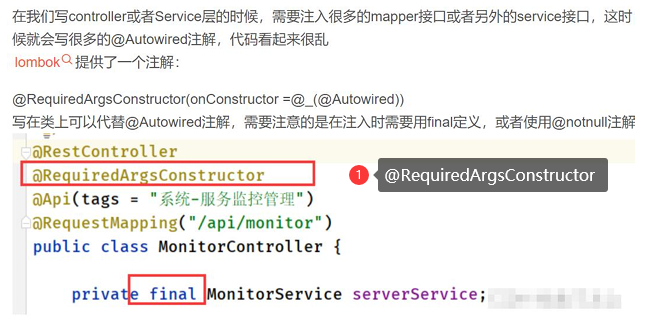 在我们写controller或者Service层的时候，需要注入很多的mapper接口或者另外的service接口，这时
候就会写很多的@Autowired注解，代码看起来很乱
lombok提供了一个注解：
@RequiredArgsConstructor(onConstructor =@_(@Autowired))
写在类上可以代替@Autowired注解，需要注意的是在注入时需要用final定义，或者使用@notnull注解
@RestController
@RequiredArgsConstructor
1 @RequiredArgsConstructor
@Api(tags = "系统-服务监控管理")
@RequestMapping("/api/monitor")
public class MonitorController {
private final MonitorService serverService;